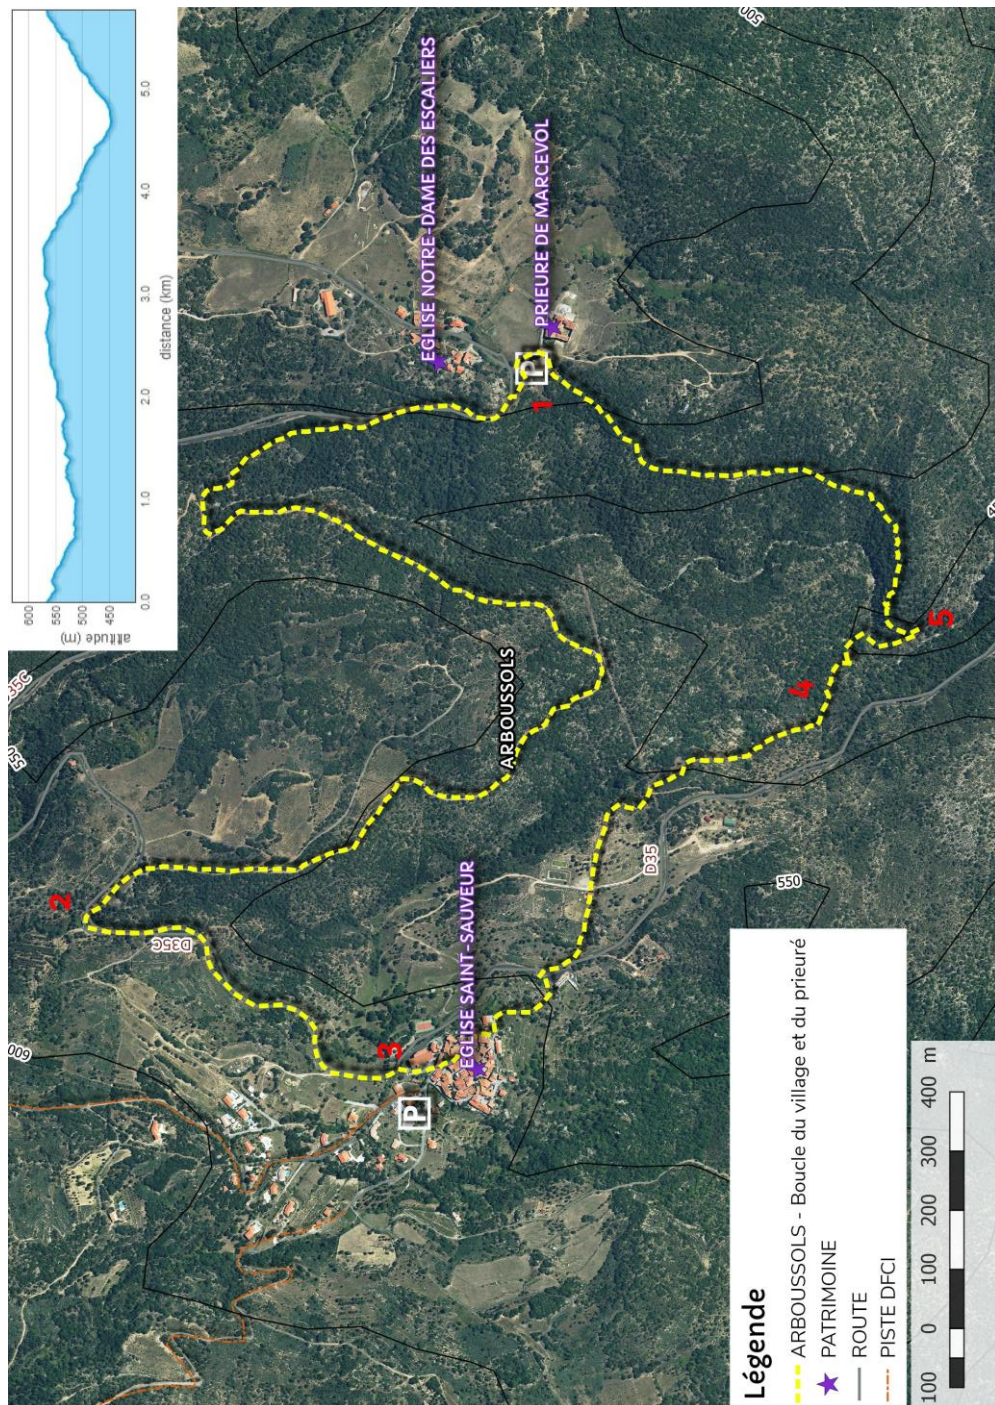 600
550
500
450
altitude (m)
0.0
1.0
2.0
3.0
4.0
5.0
distance (km)
500
EGLISE NOTRE-DAME DES ESCALIERS
PRIEURE DE MARCEVOL
P
1
550
D35C
2
D35C
ARBOUSSOLS
600
3
P
EGLISE SAINT-SAUVEUR
D35
4
5
550
Légende
ARBOUSSOLS - Boucle du village et du prieuré
PATRIMOINE
ROUTE
PISTE DFCI
100 0 100 200 300 400 m